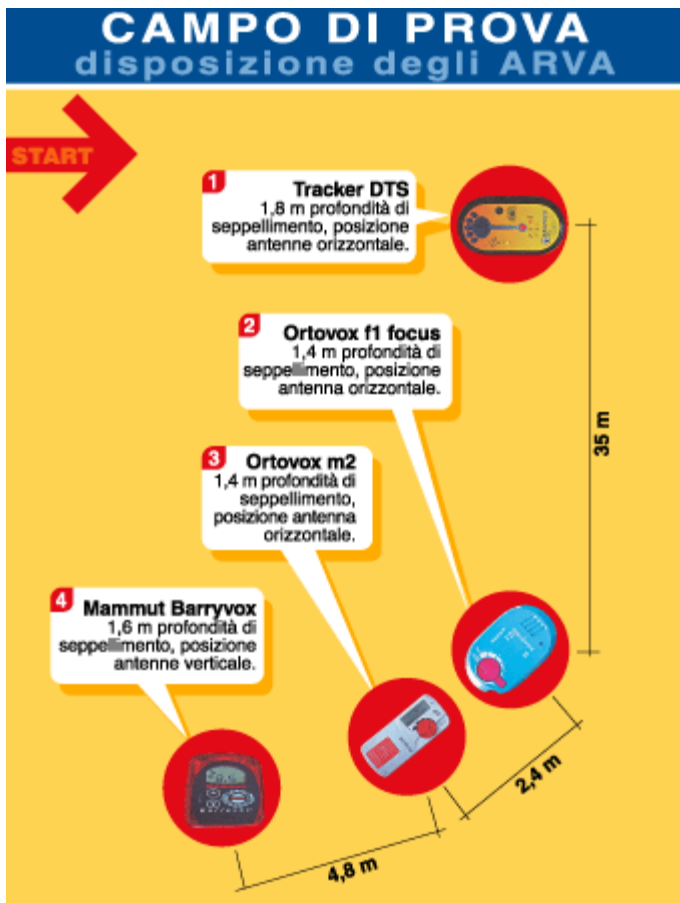 CAMPO DI PROVA
disposizione degli ARVA
START
1
Tracker DTS
1,8 m profondità di
seppellimento, posizione
antenne orizzontale.
2
Ortovox f1 focus
1,4 m profondità di
seppellimento, posizione
antenna orizzontale.
35 m
3
Ortovox m2
1,4 m profondità di
seppellimento,
posizione antenna
orizzontale.
4
Mammut Barryvox
1,6 m profondità di
seppellimento, posizione
antenne verticale.
2,4 m
4,8 m